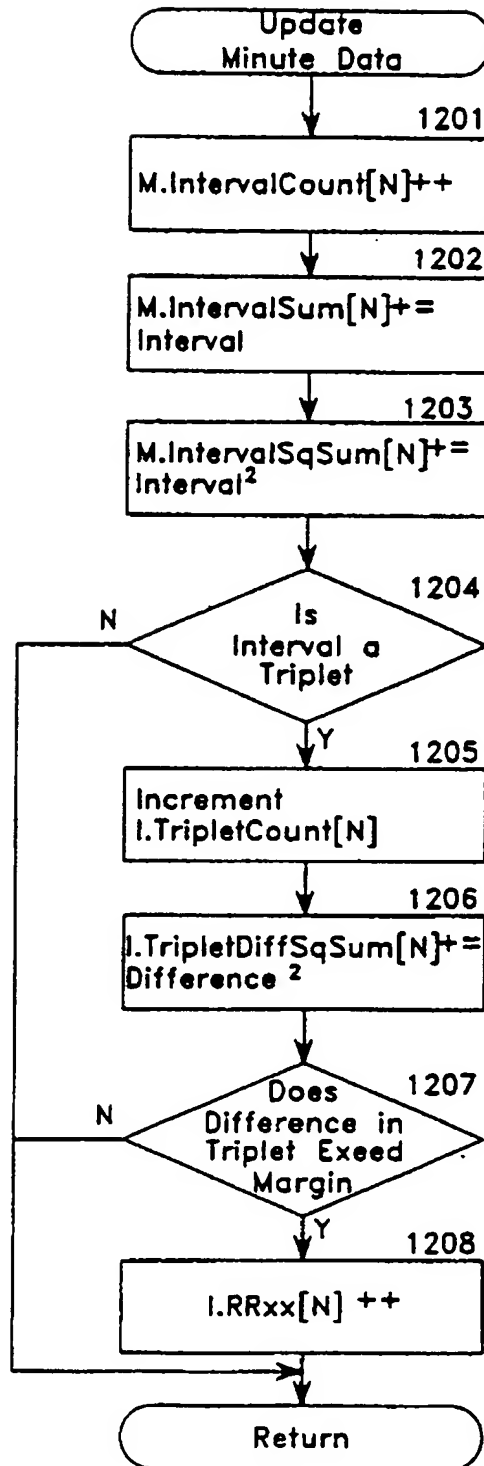 Update
Minute Data
1201
M.IntervalCount[N]++
1202
M.IntervalSum[N]+=
Interval
1203
M.IntervalSqSum[N]+=
Interval²
1204
N
Is
Interval a
Triplet
Y
1205
Increment
I.TripletCount[N]
1206
I.TripletDiffSqSum[N]+=
Difference ²
1207
N
Does
Difference in
Triplet Exeed
Margin
Y
1208
I.RRxx[N] ++
Return